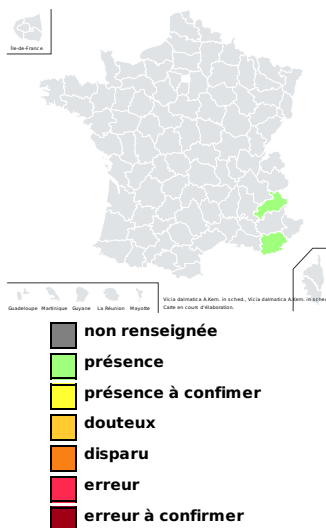 Île-de-France
Guadeloupe Martinique Guyane La Réunion Mayotte
Vicia dalmatica A.Kern. in sched., Vicia dalmatica A.Kern. in sched
Carte en cours d'élaboration.
non renseignée
présence
présence à confimer
douteux
disparu
erreur
erreur à confirmer